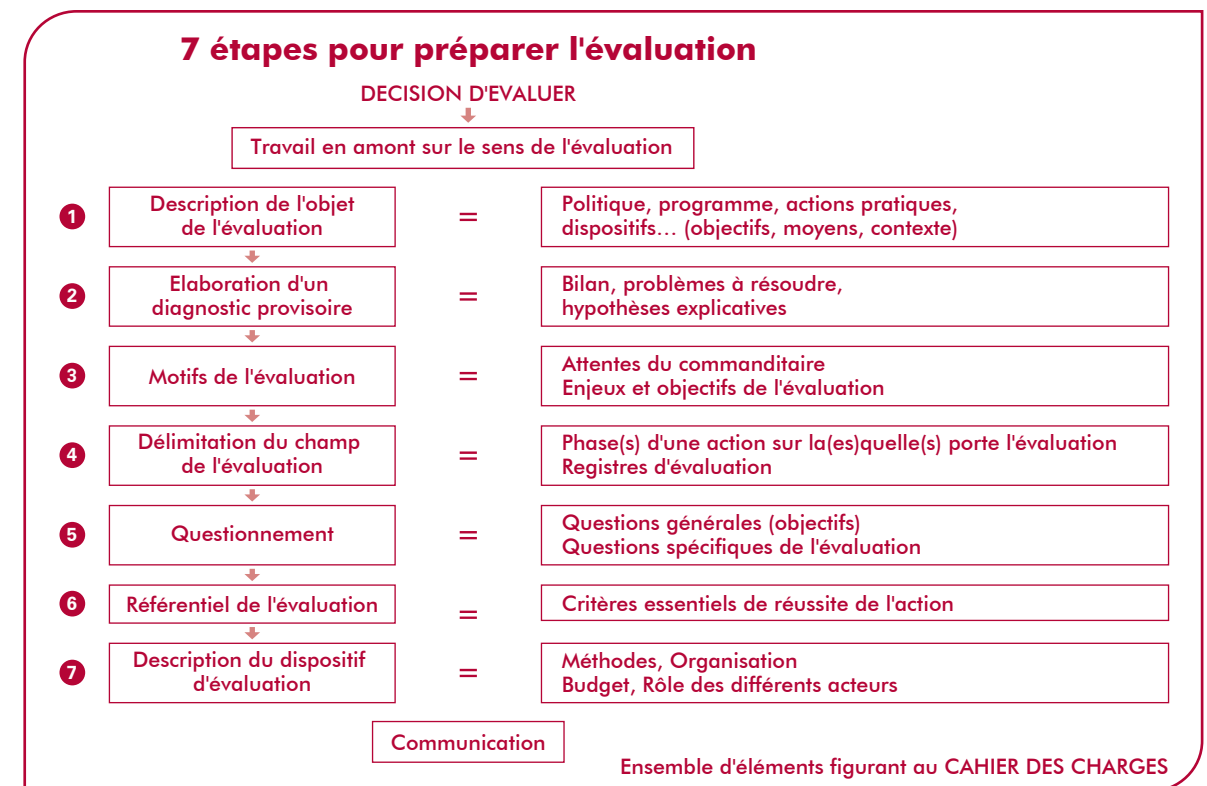 7 étapes pour préparer l'évaluation
DECISION D'EVALUER
Travail en amont sur le sens de l'évaluation
1
Description de l'objet
de l'évaluation
=
Politique, programme, actions pratiques,
dispositifs... (objectifs, moyens, contexte)
2
Elaboration d'un
diagnostic provisoire
=
Bilan, problèmes à résoudre,
hypothèses explicatives
3
Motifs de l'évaluation
=
Attentes du commanditaire
Enjeux et objectifs de l'évaluation
4
Délimitation du champ
de l'évaluation
=
Phase(s) d'une action sur la(es)quelle(s) porte l'évaluation
Registres d'évaluation
5
Questionnement
=
Questions générales (objectifs)
Questions spécifiques de l'évaluation
6
Référentiel de l'évaluation
=
Critères essentiels de réussite de l'action
7
Description du dispositif
d'évaluation
=
Méthodes, Organisation
Budget, Rôle des différents acteurs
Communication
Ensemble d'éléments figurant au CAHIER DES CHARGES